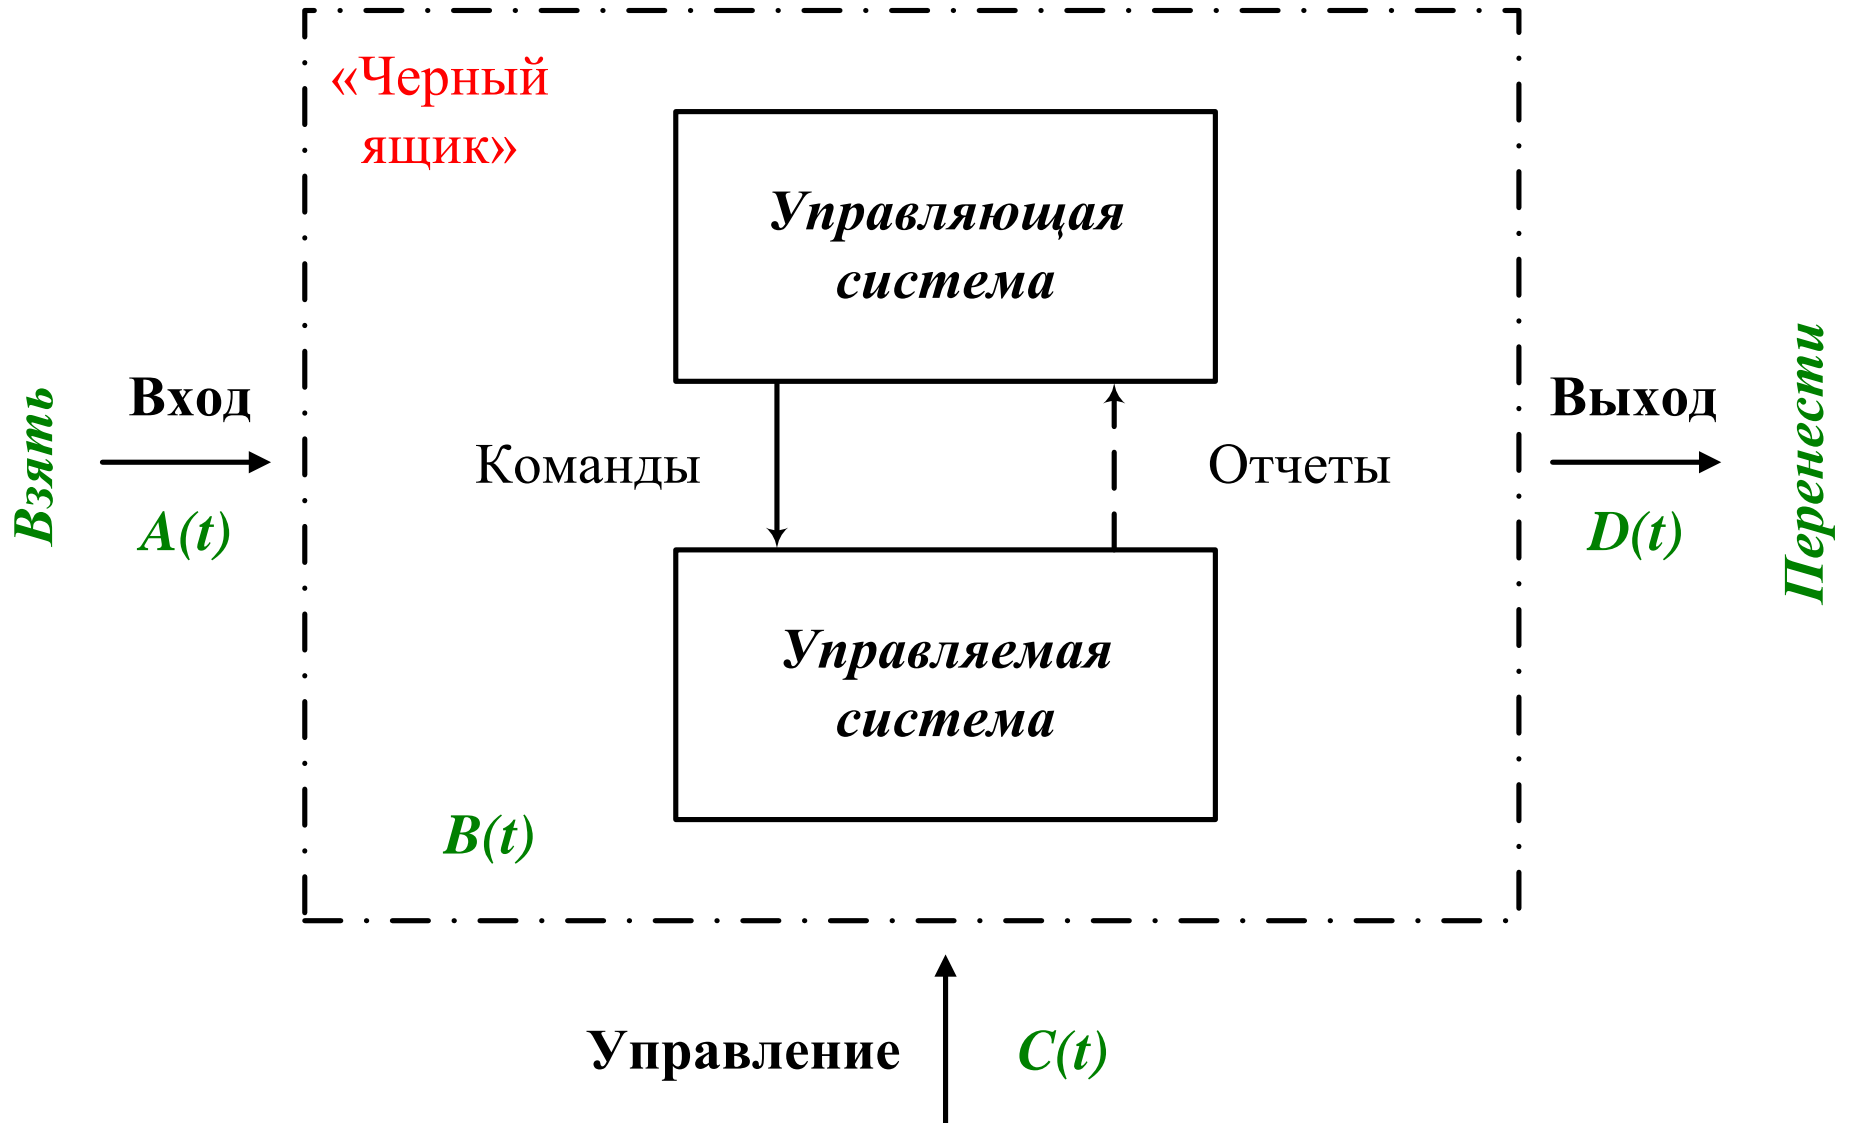 «Черный
ящик»
Управляющая
система
Взять
Вход
A(t)
Команды
Отчеты
Выход
D(t)
Перенести
Управляемая
система
B(t)
Управление
C(t)